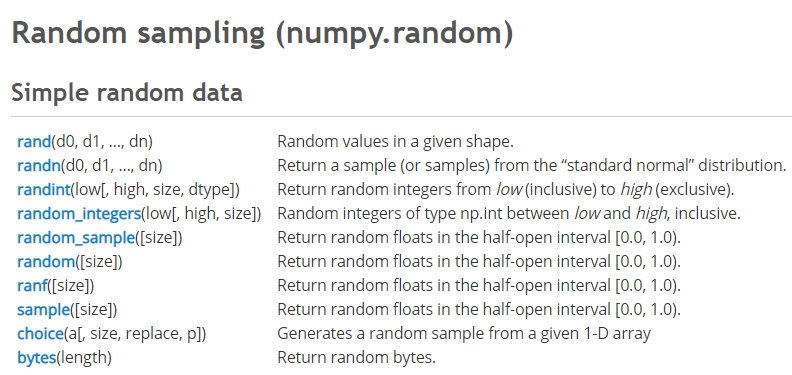 Random sampling (numpy.random)
Simple random data
rand(d0, d1, ..., dn) Random values in a given shape.
randn(d0, d1, ..., dn) Return a sample (or samples) from the “standard normal” distribution.
randint(low[, high, size, dtype]) Return random integers from low (inclusive) to high (exclusive).
random_integers(low[, high, size]) Random integers of type np.int between low and high, inclusive.
random_sample([size]) Return random floats in the half-open interval [0.0, 1.0).
random([size]) Return random floats in the half-open interval [0.0, 1.0).
ranf([size]) Return random floats in the half-open interval [0.0, 1.0).
sample([size]) Return random floats in the half-open interval [0.0, 1.0).
choice(a[, size, replace, p]) Generates a random sample from a given 1-D array
bytes(length) Return random bytes.